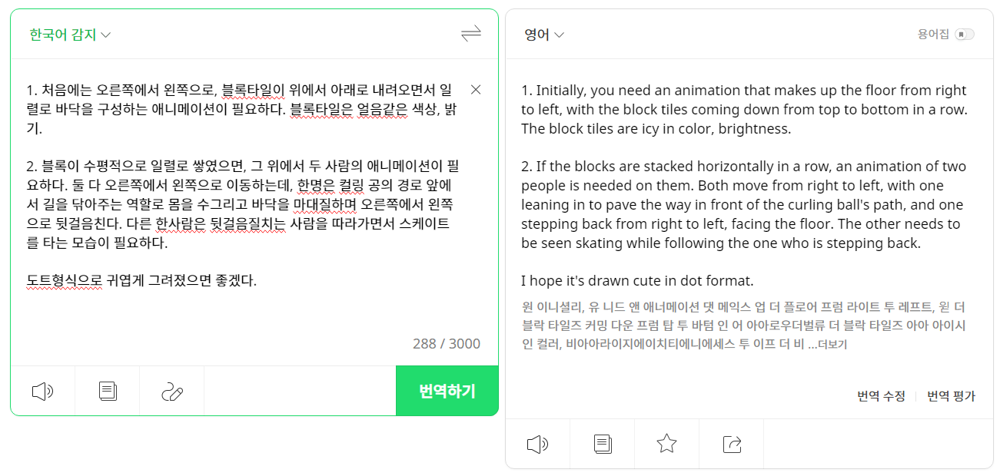 한국어 감지
1. 처음에는 오른쪽에서 왼쪽으로, 블록타일이 위에서 아래로 내려오면서 일
렬로 바닥을 구성하는 애니메이션이 필요하다. 블록타일은 얼음같은 색상, 밝
기.
2. 블록이 수평적으로 일렬로 쌓였으면, 그 위에서 두 사람의 애니메이션이 필
요하다. 둘 다 오른쪽에서 왼쪽으로 이동하는데, 한명은 컬링 공의 경로 앞에
서 길을 닦아주는 역할로 몸을 수그리고 바닥을 마대질하며 오른쪽에서 왼쪽
으로 뒷걸음친다. 다른 한사람은 뒷걸음질치는 사람을 따라가면서 스케이트
를 타는 모습이 필요하다.
도트형식으로 귀엽게 그려졌으면 좋겠다.
288 / 3000
번역하기
영어
용어집
1. Initially, you need an animation that makes up the floor from right
to left, with the block tiles coming down from top to bottom in a row.
The block tiles are icy in color, brightness.
2. If the blocks are stacked horizontally in a row, an animation of two
people is needed on them. Both move from right to left, with one
leaning in to pave the way in front of the curling ball's path, and one
stepping back from right to left, facing the floor. The other needs to
be seen skating while following the one who is stepping back.
I hope it's drawn cute in dot format.
원 이니셜리, 유 니드 앤 애너메이션 댓 메익스 업 더 플로어 프럼 라이트 투 레프트, 윋 더
블락 타일즈 커밍 다운 프럼 탑 투 바텀 인 어 아아로우더벌류 더 블락 타일즈 아아 아이시
인 컬러, 비아아라이지에이치티에니에세스 투 이프 더 비 ...더보기
번역 수정
번역 평가